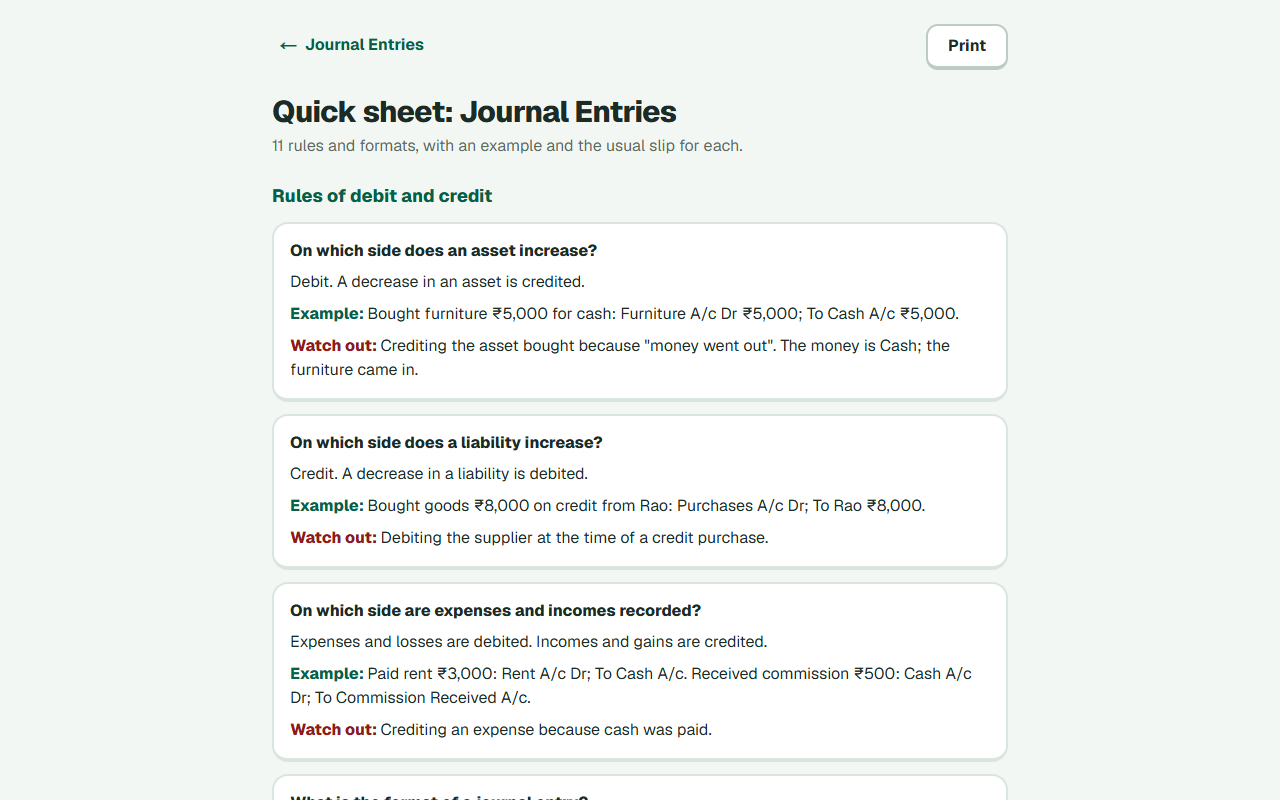 ← Journal Entries
Print
Quick sheet: Journal Entries
11 rules and formats, with an example and the usual slip for each.
Rules of debit and credit
On which side does an asset increase?
Debit. A decrease in an asset is credited.
Example: Bought furniture ₹5,000 for cash: Furniture A/c Dr ₹5,000; To Cash A/c ₹5,000.
Watch out: Crediting the asset bought because "money went out". The money is Cash; the
furniture came in.
On which side does a liability increase?
Credit. A decrease in a liability is debited.
Example: Bought goods ₹8,000 on credit from Rao: Purchases A/c Dr; To Rao ₹8,000.
Watch out: Debiting the supplier at the time of a credit purchase.
On which side are expenses and incomes recorded?
Expenses and losses are debited. Incomes and gains are credited.
Example: Paid rent ₹3,000: Rent A/c Dr; To Cash A/c. Received commission ₹500: Cash A/c
Dr; To Commission Received A/c.
Watch out: Crediting an expense because cash was paid.
What is the format of a journal entry?